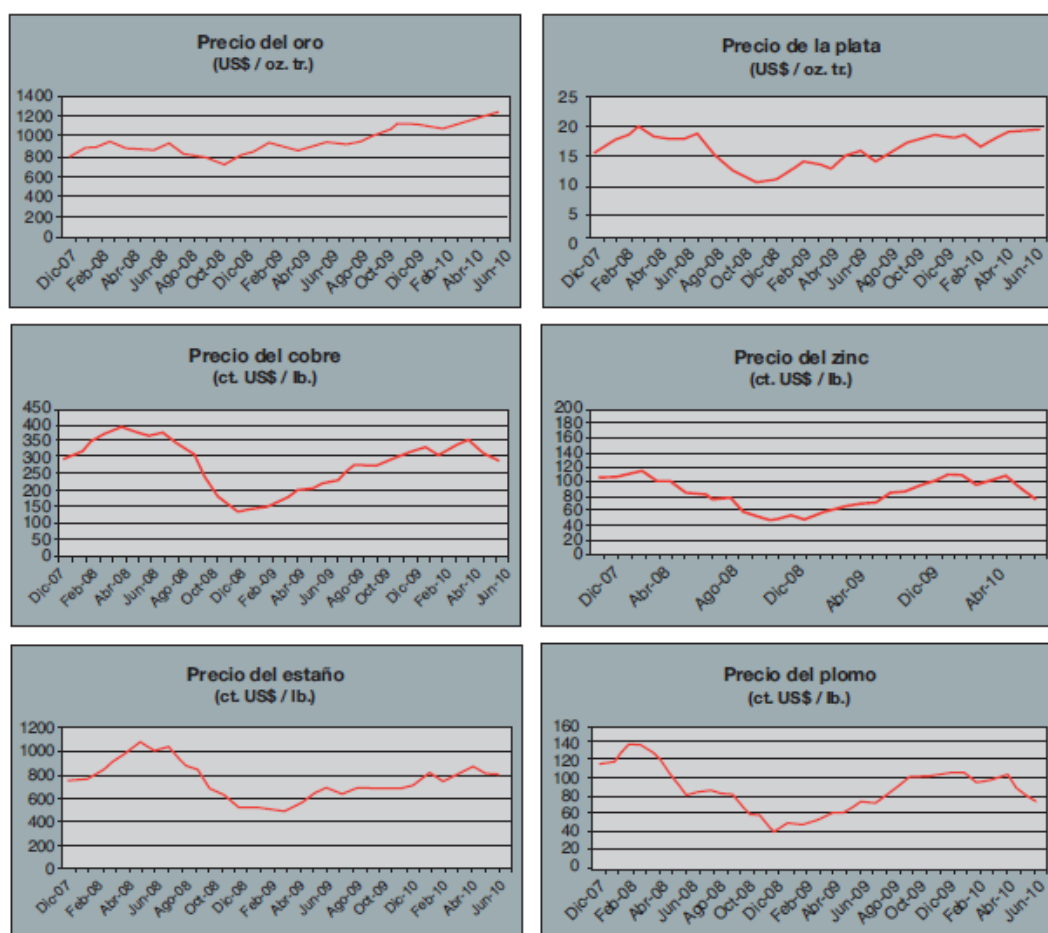 Precio del oro
(US$ / oz. tr.)
1400
1200
1000
800
600
400
200
0
Dic-07
Feb-08
Abr-08
Jun-08
Ago-08
Oct-08
Dic-08
Feb-09
Abr-09
Jun-09
Ago-09
Oct-09
Dic-09
Feb-10
Abr-10
Jun-10
Precio de la plata
(US$ / oz. tr.)
25
20
15
10
5
0
Dic-07
Feb-08
Abr-08
Jun-08
Ago-08
Oct-08
Dic-08
Feb-09
Abr-09
Jun-09
Ago-09
Oct-09
Dic-09
Feb-10
Abr-10
Jun-10
Precio del cobre
(ct. US$ / lb.)
450
400
350
300
250
200
150
100
50
0
Dic-07
Feb-08
Abr-08
Jun-08
Ago-08
Oct-08
Dic-08
Feb-09
Abr-09
Jun-09
Ago-09
Oct-09
Dic-09
Feb-10
Abr-10
Jun-10
Precio del zinc
(ct. US$ / lb.)
200
180
160
140
120
100
80
60
40
20
0
Dic-07
Abr-08
Ago-08
Dic-08
Abr-09
Dic-09
Abr-10
Precio del estaño
(ct. US$ / lb.)
1200
1000
800
600
400
200
0
Dic-07
Feb-08
Abr-08
Jun-08
Ago-08
Oct-08
Dic-08
Feb-09
Abr-09
Jun-09
Ago-09
Oct-09
Dic-10
Feb-10
Abr-10
Jun-10
Precio del plomo
(ct. US$ / lb.)
160
140
120
100
80
60
40
20
0
Dic-07
Feb-08
Abr-08
Jun-08
Ago-08
Oct-08
Dic-08
Feb-09
Abr-09
Jun-09
Ago-09
Oct-09
Dic-09
Feb-10
Abr-10
Jun-10